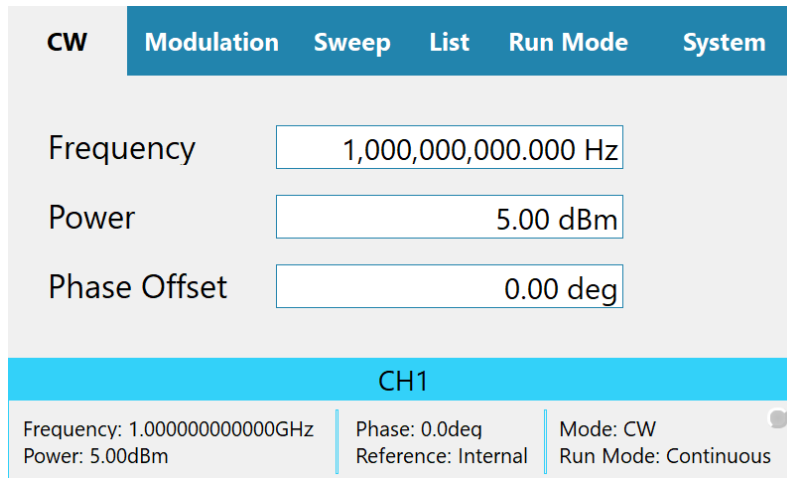 CW Modulation Sweep List Run Mode System
Frequency 1,000,000,000.000 Hz
Power 5.00 dBm
Phase Offset 0.00 deg
CH1
Frequency: 1.000000000000GHz Phase: 0.0deg Mode: CW
Power: 5.00dBm Reference: Internal Run Mode: Continuous